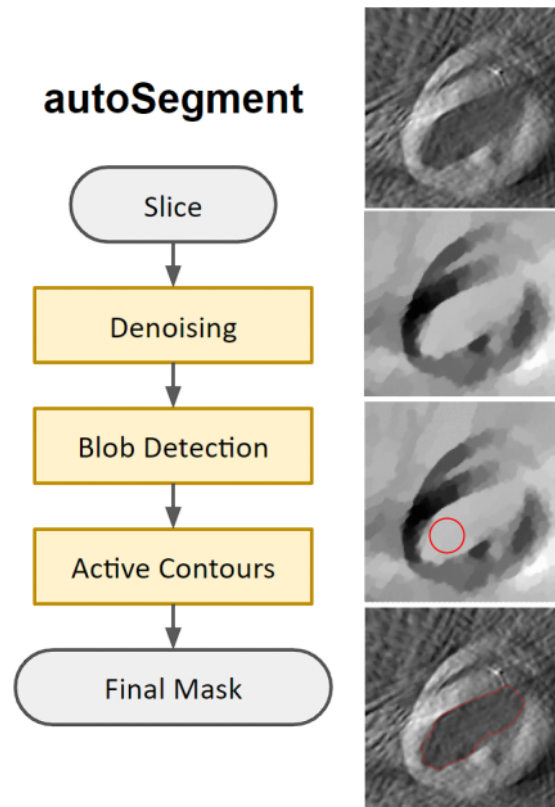 autoSegment
Slice
Denoising
Blob Detection
Active Contours
Final Mask